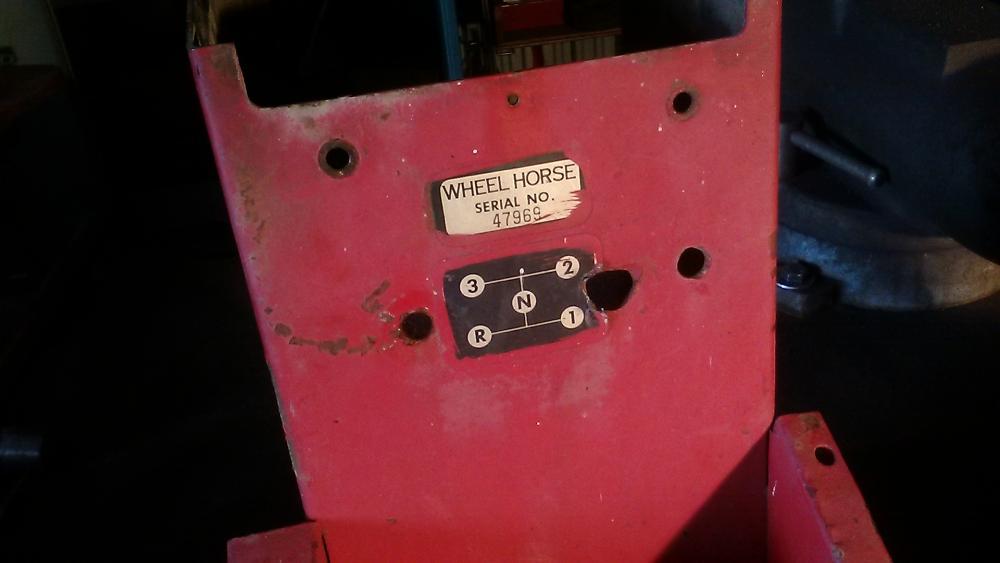 WHEEL HORSE
SERIAL NO.
47969
3 2
N
R 1